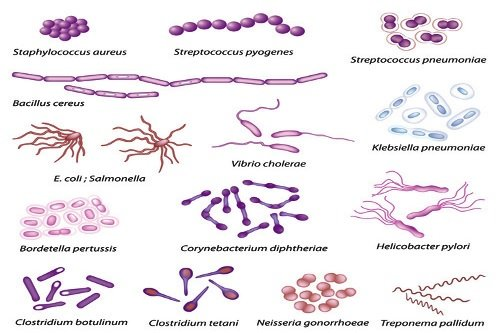 Staphylococcus aureus
Streptococcus pyogenes
Streptococcus pneumoniae
Bacillus cereus
E. coli ; Salmonella
Vibrio cholerae
Klebsiella pneumoniae
Bordetella pertussis
Corynebacterium diphtheriae
Helicobacter pylori
Clostridium botulinum
Clostridium tetani
Neisseria gonorrhoeae
Treponema pallidum